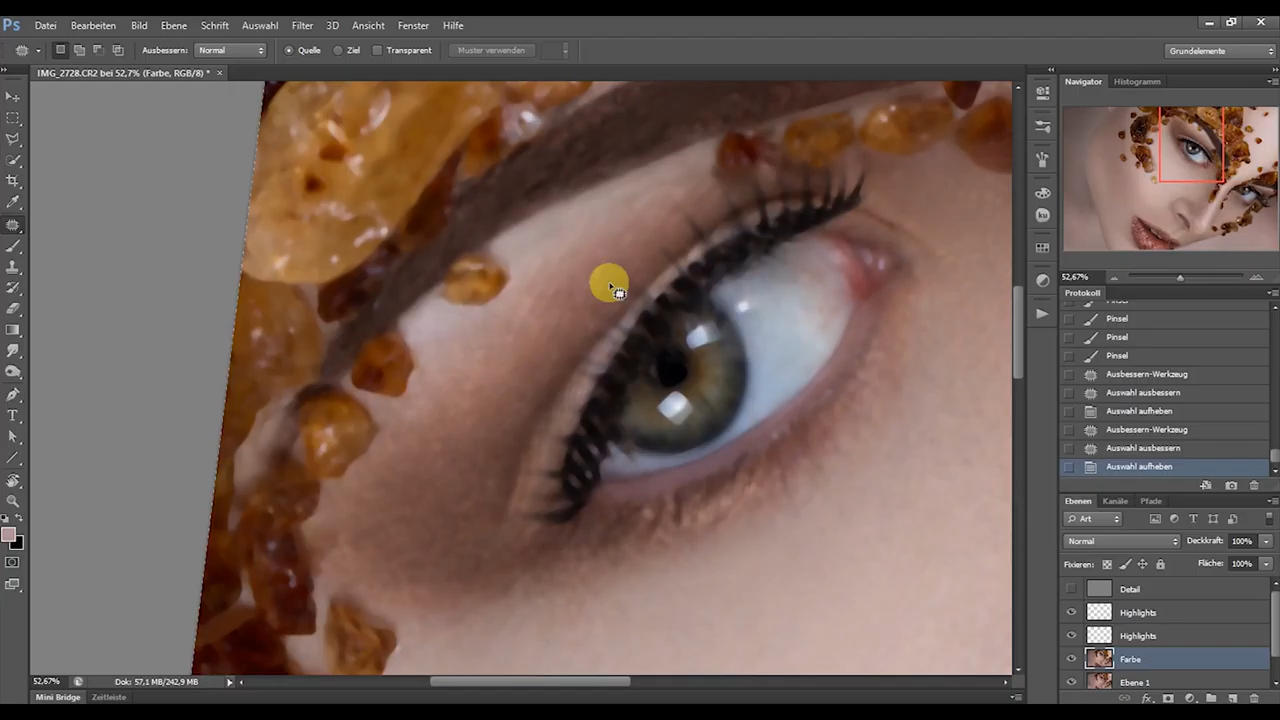 Ps Datei Bearbeiten Bild Ebene Schrift Auswahl Filter 3D Ansicht Fenster Hilfe
Ausbessern: Normal Quelle Ziel Transparent Muster verwenden Grundelemente
IMG_2728.CR2 bei 52,7% (Farbe, RGB/8) * ×
Navigator Histogramm
52,67%
Protokoll
Pinsel
Pinsel
Pinsel
Pinsel
Ausbessern-Werkzeug
Auswahl ausbessern
Auswahl aufheben
Ausbessern-Werkzeug
Auswahl ausbessern
Auswahl aufheben
Ebenen Kanäle Pfade
Art
Normal Deckkraft: 100%
Fixieren: Fläche: 100%
Detail
Highlights
Highlights
Farbe
Ebene 1
52,67% Dok: 57,1 MB/242,9 MB
Mini Bridge Zeitleiste